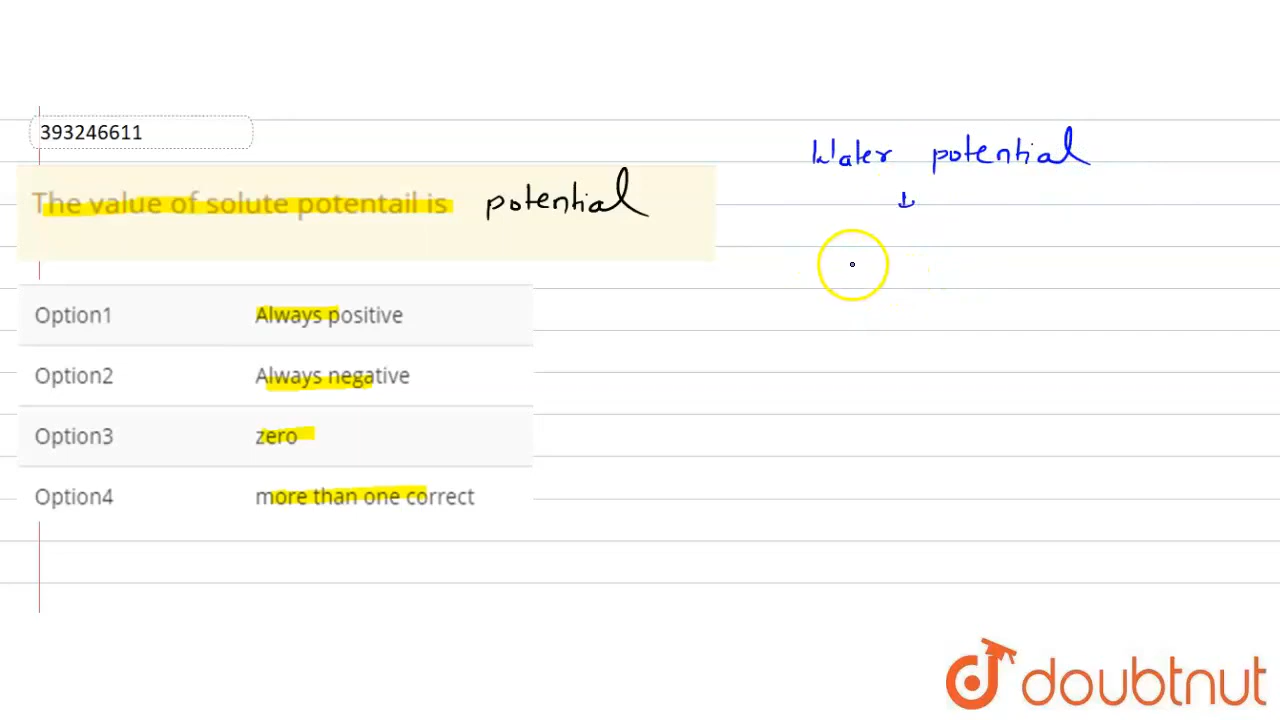 393246611
Water potential
The value of solute potentail is potential
Option1 Always positive
Option2 Always negative
Option3 zero
Option4 more than one correct
doubtnut